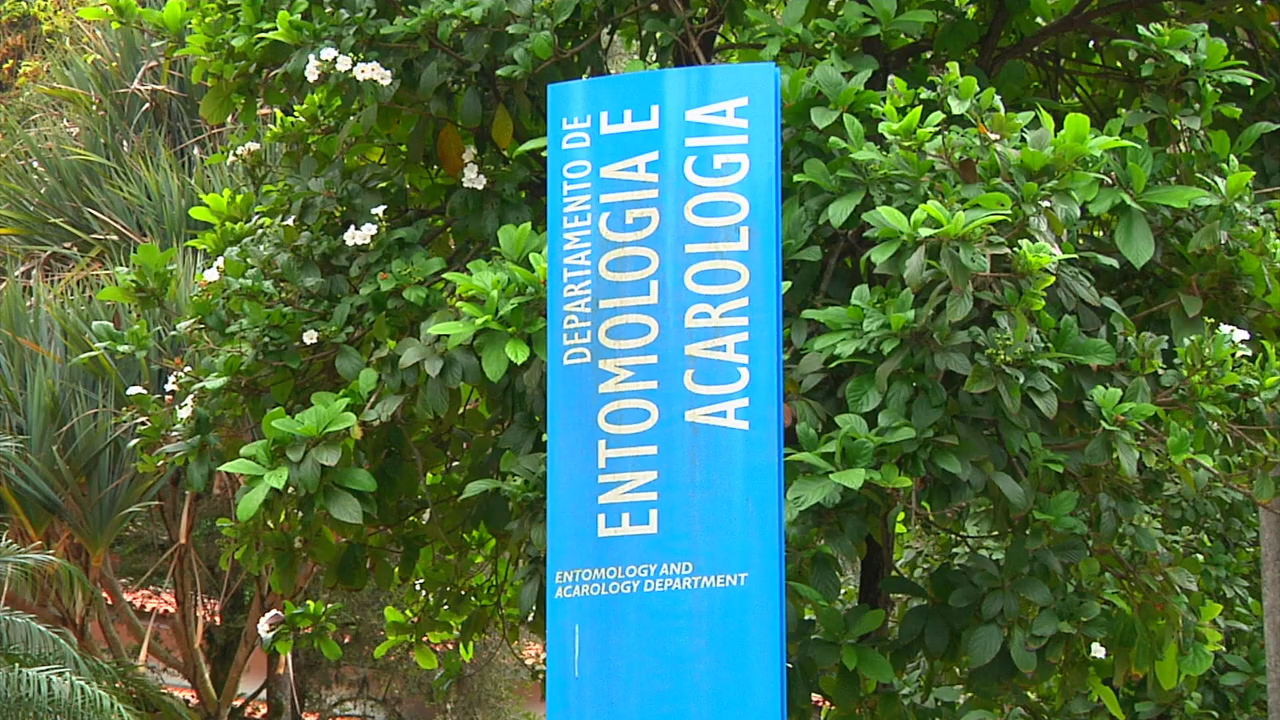 DEPARTAMENTO DE
ENTOMOLOGIA E
ACAROLOGIA
ENTOMOLOGY AND
ACAROLOGY DEPARTMENT